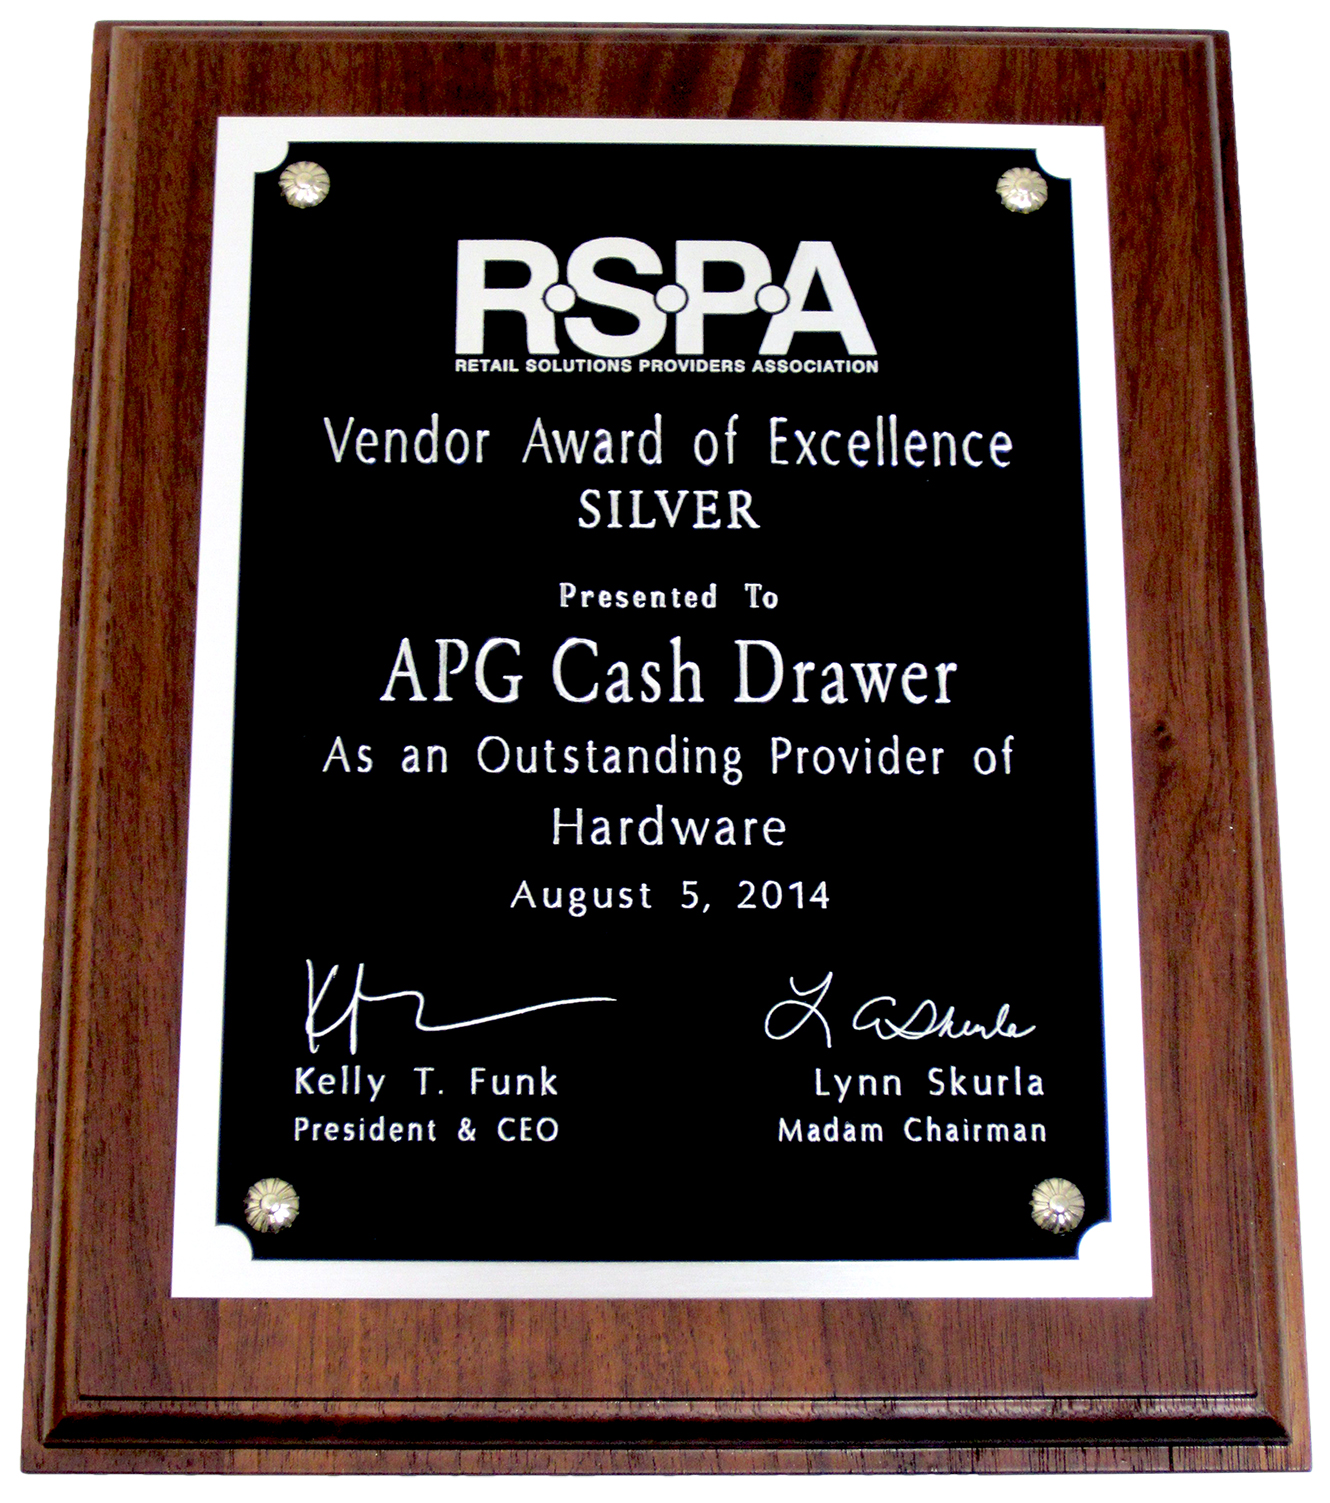 R·S·P·A
RETAIL SOLUTIONS PROVIDERS ASSOCIATION
Vendor Award of Excellence
SILVER
Presented To
APG Cash Drawer
As an Outstanding Provider of
Hardware
August 5, 2014
L A Skurla
Kelly T. Funk
Lynn Skurla
President & CEO
Madam Chairman